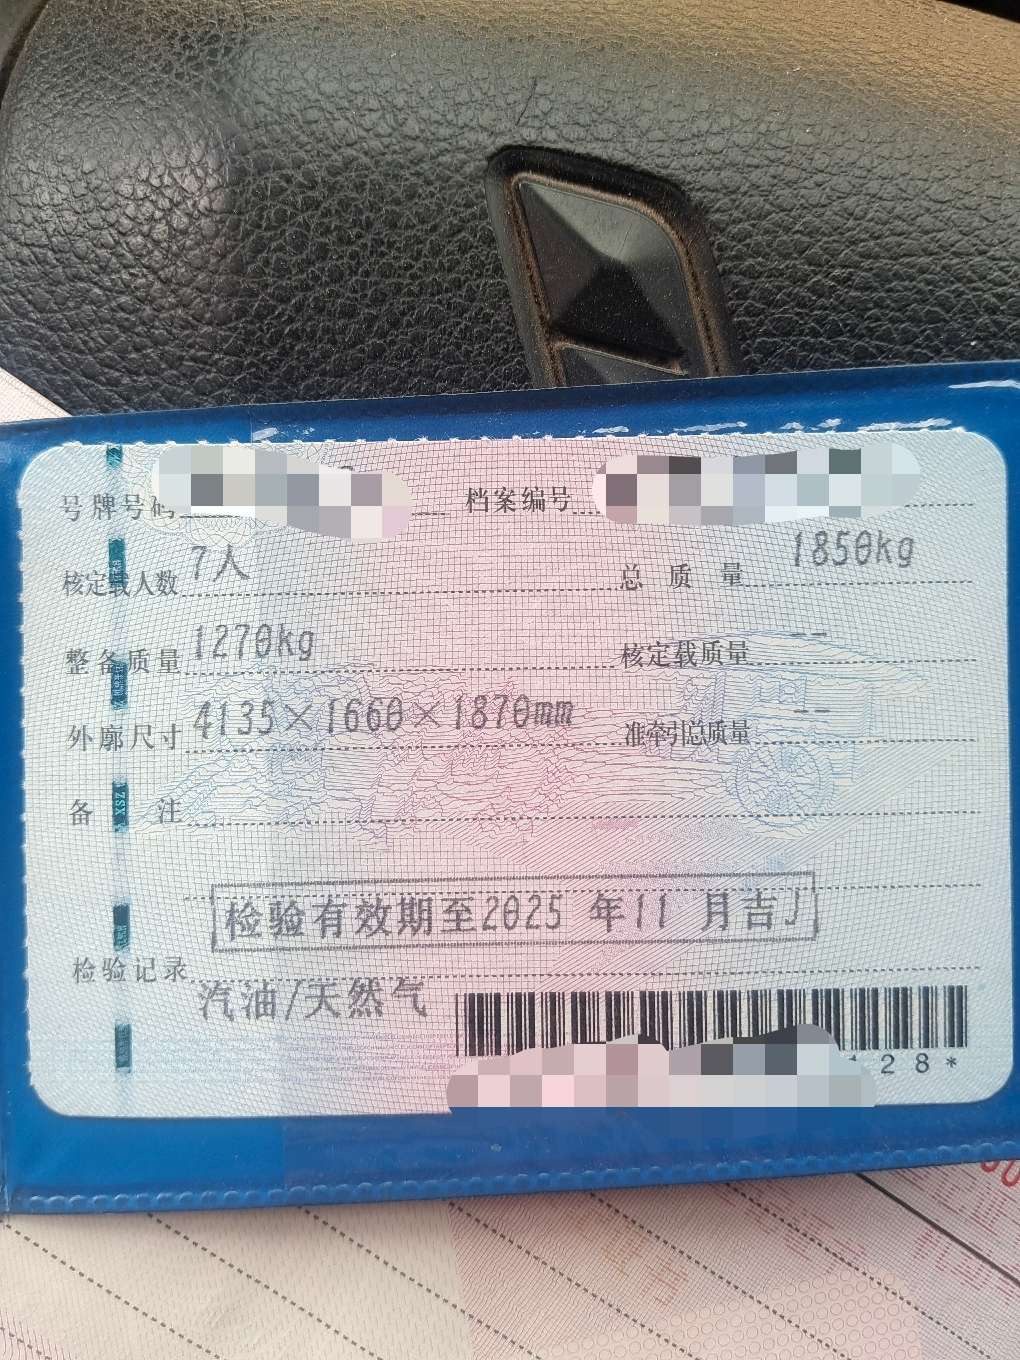 号牌号码 档案编号
核定载人数 7人 总质量 1850kg
整备质量 1270kg 核定载质量 --
外廓尺寸 4135×1660×1870mm 准牵引总质量 --
备注
检验有效期至2025 年11 月吉J
检验记录
汽油/天然气
128*
XSZ